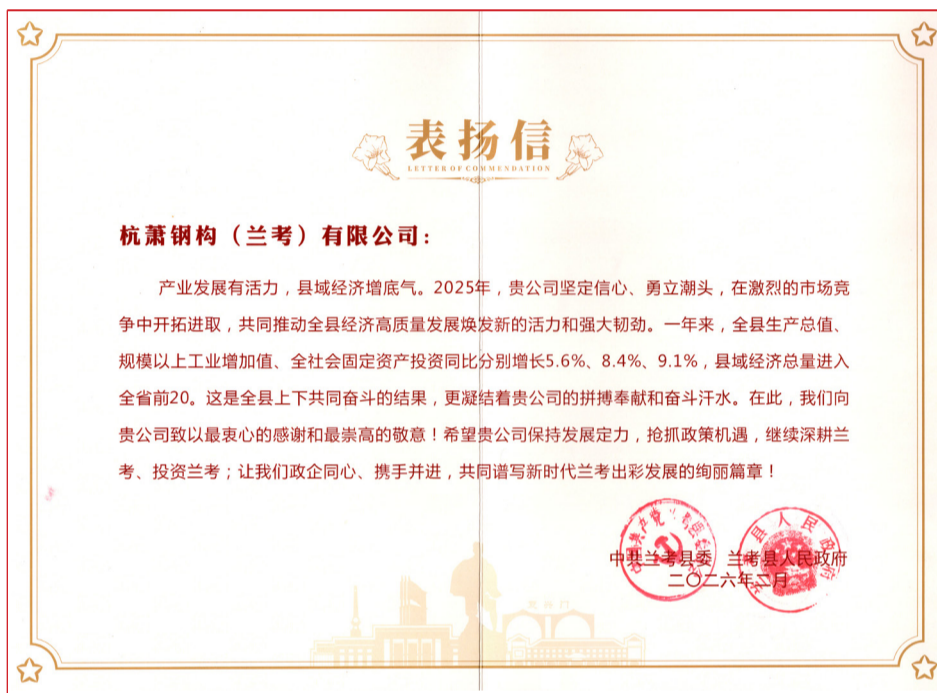 表扬信
LETTER OF COMMENDATION
杭萧钢构（兰考）有限公司：
产业发展有活力，县域经济增底气。2025年，贵公司坚定信心、勇立潮头，在激烈的市场竞
争中开拓进取，共同推动全县经济高质量发展焕发新的活力和强大韧劲。一年来，全县生产总值、
规模以上工业增加值、全社会固定资产投资同比分别增长5.6%、8.4%、9.1%，县域经济总量进入
全省前20。这是全县上下共同奋斗的结果，更凝结着贵公司的拼搏奉献和奋斗汗水。在此，我们向
贵公司致以最衷心的感谢和最崇高的敬意！希望贵公司保持发展定力，抢抓政策机遇，继续深耕兰
考、投资兰考；让我们政企同心、携手并进，共同谱写新时代兰考出彩发展的绚丽篇章！
中共兰考县委 兰考县人民政府
二〇二六年二月